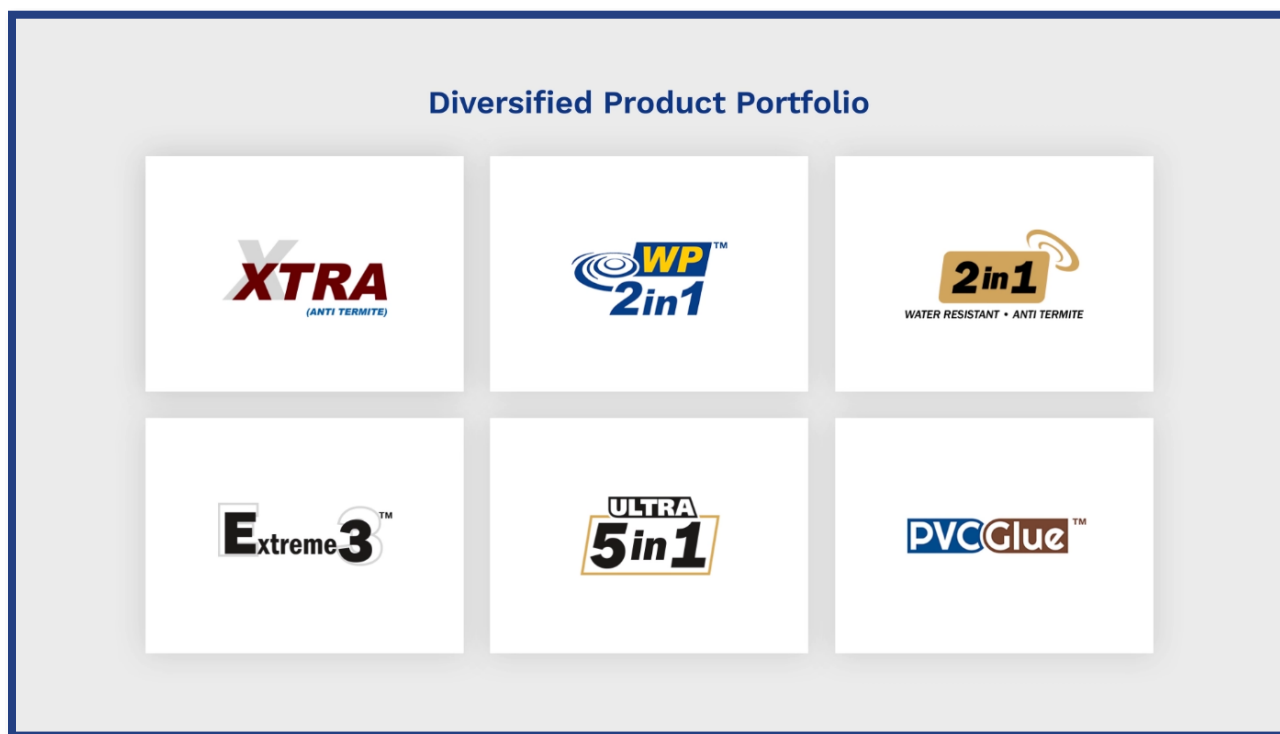 Diversified Product Portfolio
XTRA
(ANTI TERMITE)
WP™
2in1
2in1
WATER RESISTANT • ANTI TERMITE
Extreme3™
ULTRA
5in1
PVCGlue™